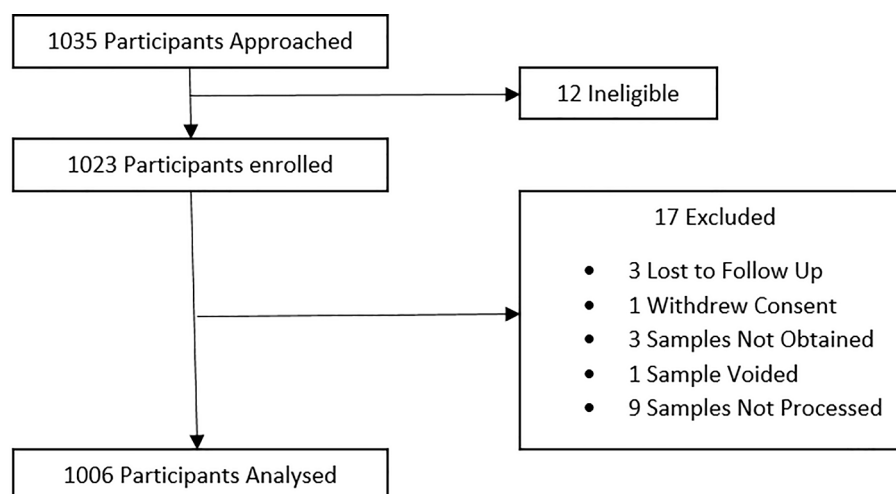 1035 Participants Approached
12 Ineligible
1023 Participants enrolled
17 Excluded
• 3 Lost to Follow Up
• 1 Withdrew Consent
• 3 Samples Not Obtained
• 1 Sample Voided
• 9 Samples Not Processed
1006 Participants Analysed